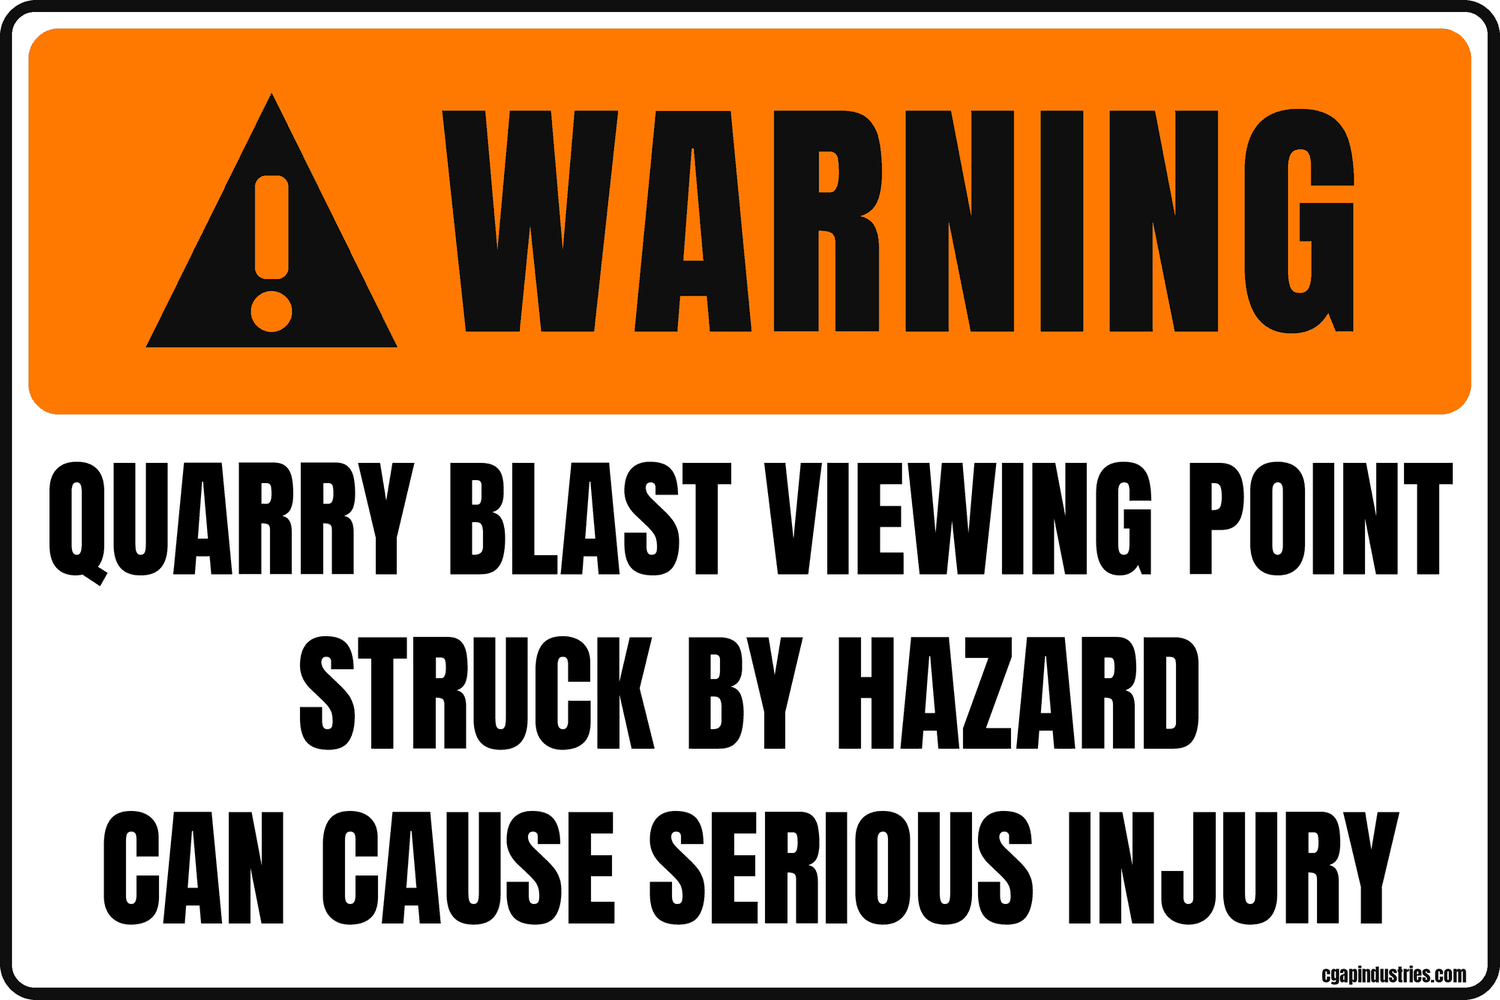 WARNING
QUARRY BLAST VIEWING POINT
STRUCK BY HAZARD
CAN CAUSE SERIOUS INJURY
cgapindustries.com